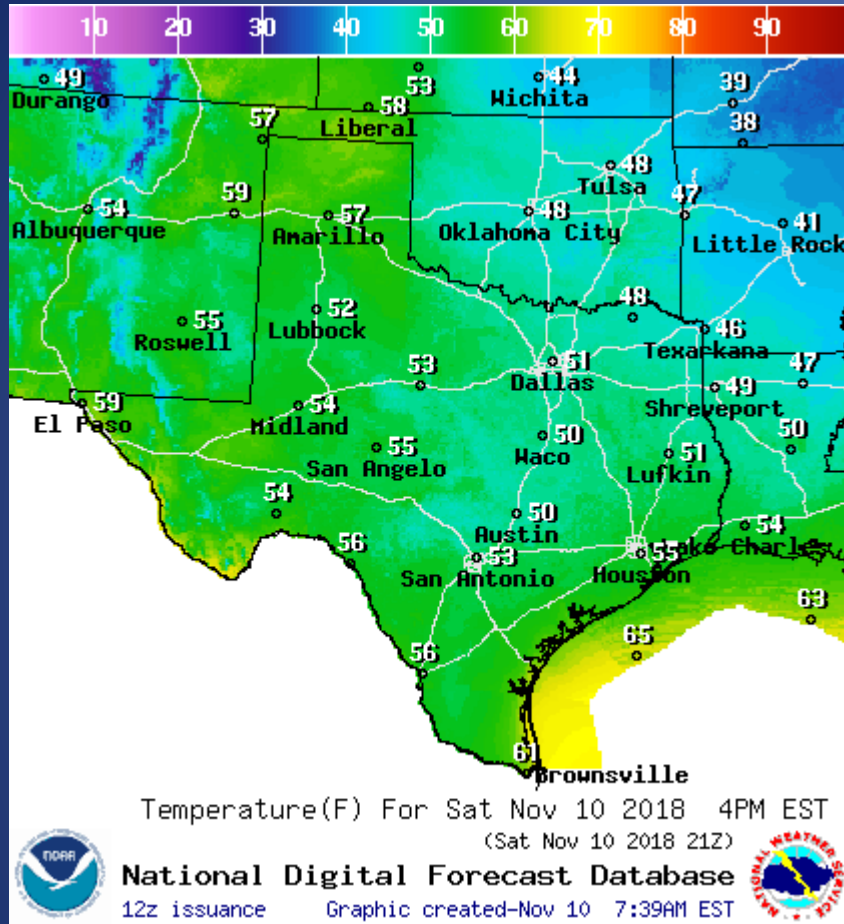 10 20 30 40 50 60 70 80 90
49 53 44 39
Durango Wichita
58
Liberal
57 38
48
Tulsa
54 59 57 48 47 41
Albuquerque Amarillo Oklahoma City Little Rock
55 52 48 46
Roswell Lubbock Texarkana
53 51 49 47
Dallas Shreveport
59 54
El Paso Midland
55 50 51 50
San Angelo Waco Lufkin
54 50 54
Austin Lake Charles
56 53 55
San Antonio Houston
63
65
56
61
Brownsville
Temperature(F) For Sat Nov 10 2018 4PM EST
(Sat Nov 10 2018 21Z)
National Digital Forecast Database
12z issuance Graphic created-Nov 10 7:39AM EST
NOAA
NATIONAL WEATHER SERVICE